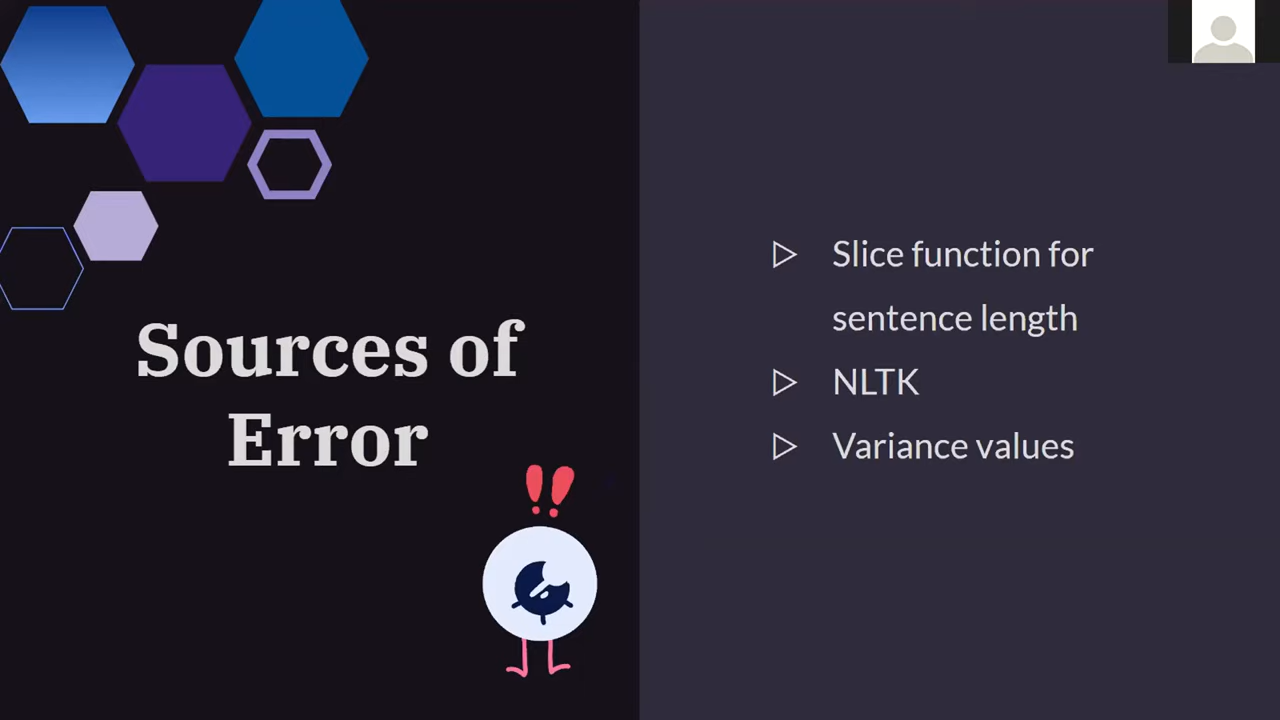 Sources of
Error
Slice function for
sentence length
NLTK
Variance values